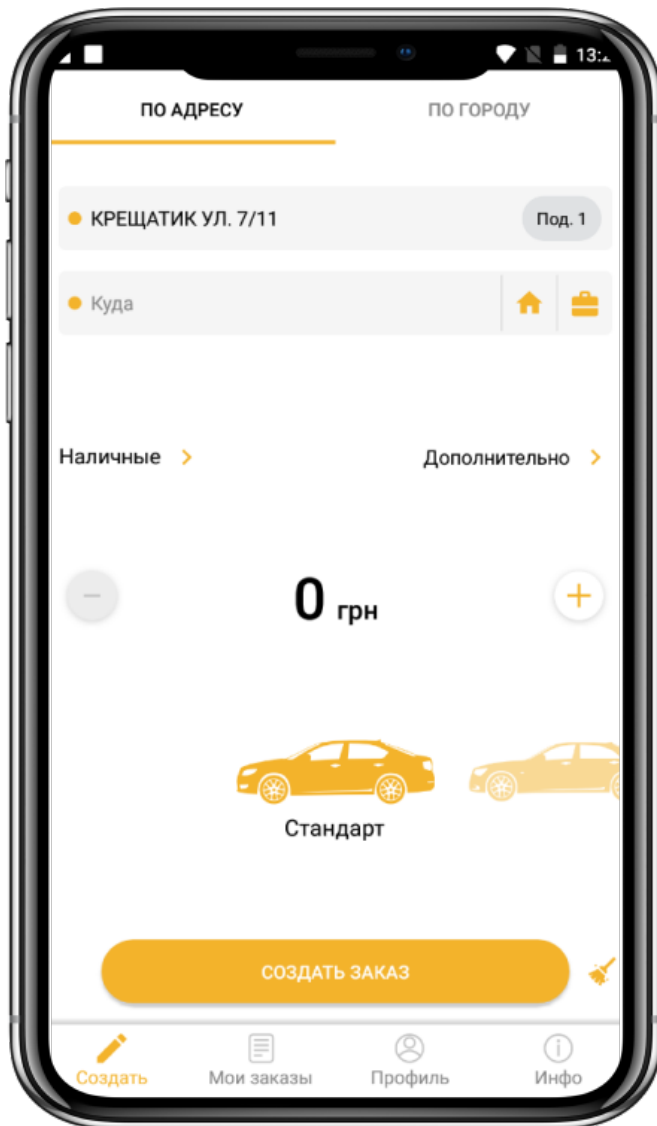 13:2
ПО АДРЕСУ ПО ГОРОДУ
КРЕЩАТИК УЛ. 7/11 Под. 1
Куда
Наличные Дополнительно
0 грн
Стандарт
СОЗДАТЬ ЗАКАЗ
Создать Мои заказы Профиль Инфо